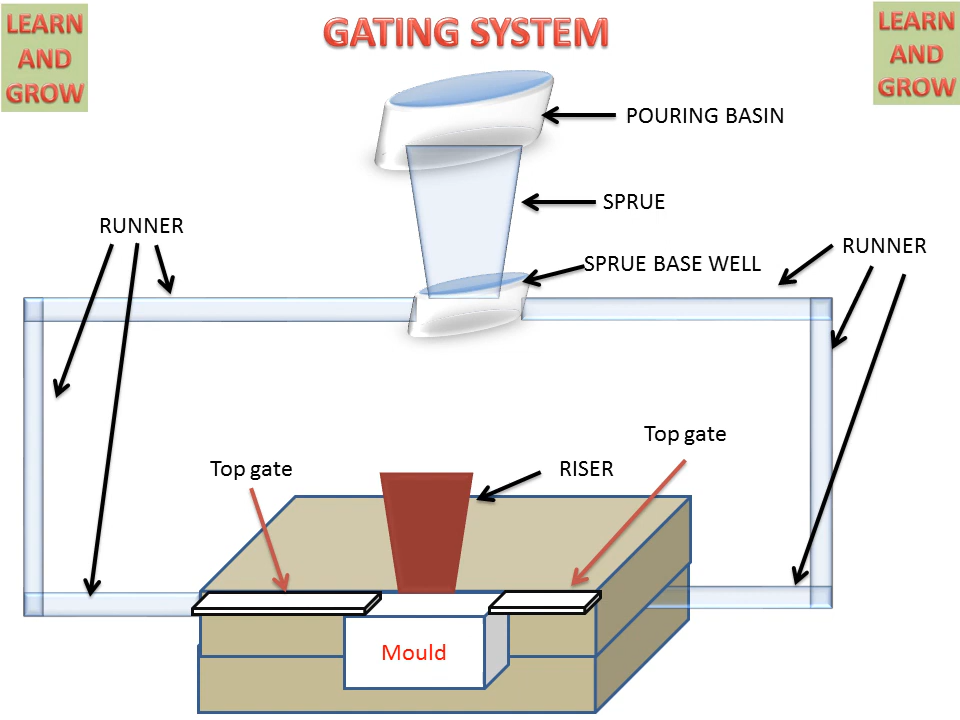 LEARN
AND
GROW
GATING SYSTEM
LEARN
AND
GROW
POURING BASIN
SPRUE
RUNNER
RUNNER
SPRUE BASE WELL
Top gate
Top gate
RISER
Mould